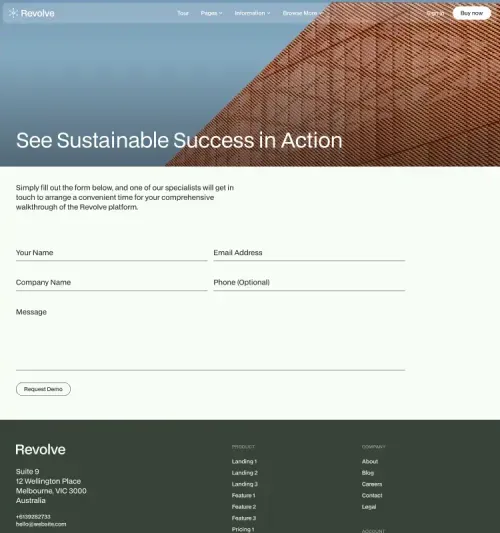 Revolve
Tour Pages Information Browse More Sign in Buy now
See Sustainable Success in Action
Simply fill out the form below, and one of our specialists will get in
touch to arrange a convenient time for your comprehensive
walkthrough of the Revolve platform.
Your Name Email Address
Company Name Phone (Optional)
Message
Request Demo
Revolve
Suite 9
12 Wellington Place
Melbourne, VIC 3000
Australia
+6139252733
hello@website.com
PRODUCT
Landing 1
Landing 2
Landing 3
Feature 1
Feature 2
Feature 3
Pricing 1
COMPANY
About
Blog
Careers
Contact
Legal
ACCOUNT